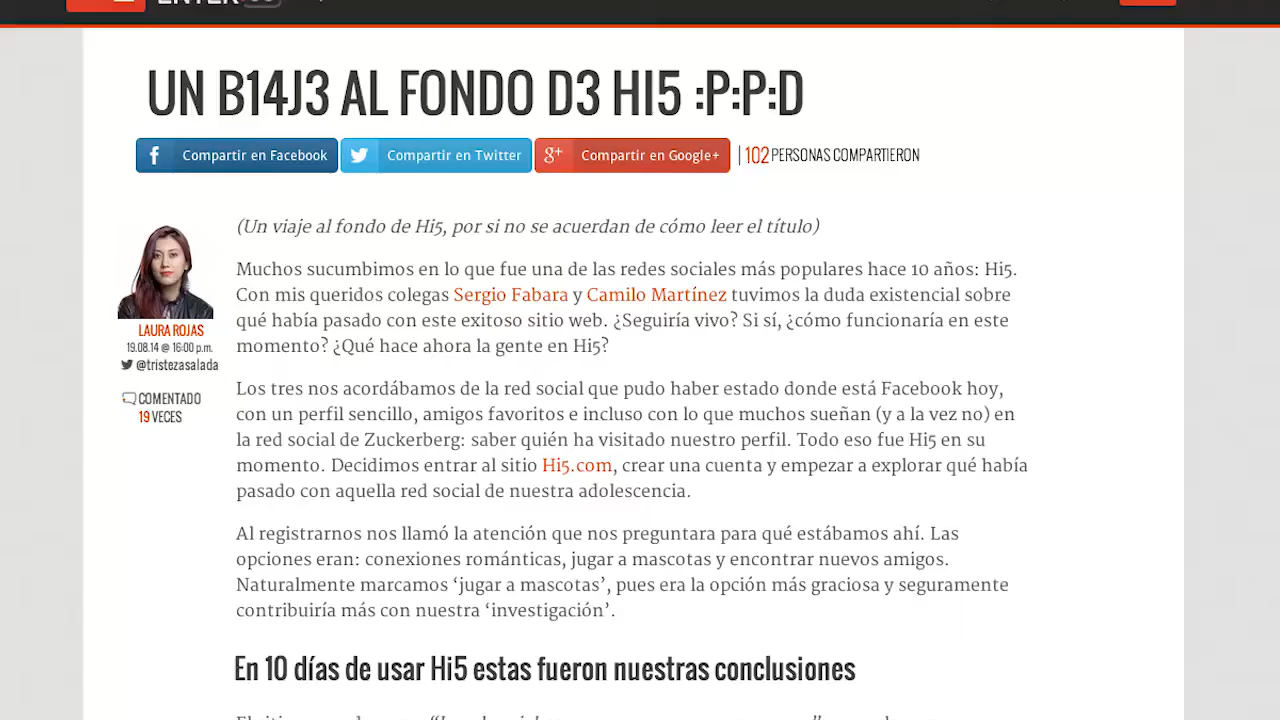 UN B14J3 AL FONDO D3 HI5 :P:P:D
Compartir en Facebook
Compartir en Twitter
Compartir en Google+
| 102 PERSONAS COMPARTIERON
(Un viaje al fondo de Hi5, por si no se acuerdan de cómo leer el título)
Muchos sucumbimos en lo que fue una de las redes sociales más populares hace 10 años: Hi5.
Con mis queridos colegas Sergio Fabara y Camilo Martínez tuvimos la duda existencial sobre
qué había pasado con este exitoso sitio web. ¿Seguiría vivo? Si sí, ¿cómo funcionaría en este
momento? ¿Qué hace ahora la gente en Hi5?
LAURA ROJAS
19.08.14 @ 16:00 p.m.
@tristezasalada
COMENTADO
19 VECES
Los tres nos acordábamos de la red social que pudo haber estado donde está Facebook hoy,
con un perfil sencillo, amigos favoritos e incluso con lo que muchos sueñan (y a la vez no) en
la red social de Zuckerberg: saber quién ha visitado nuestro perfil. Todo eso fue Hi5 en su
momento. Decidimos entrar al sitio Hi5.com, crear una cuenta y empezar a explorar qué había
pasado con aquella red social de nuestra adolescencia.
Al registrarnos nos llamó la atención que nos preguntara para qué estábamos ahí. Las
opciones eran: conexiones románticas, jugar a mascotas y encontrar nuevos amigos.
Naturalmente marcamos ‘jugar a mascotas’, pues era la opción más graciosa y seguramente
contribuiría más con nuestra ‘investigación’.
En 10 días de usar Hi5 estas fueron nuestras conclusiones